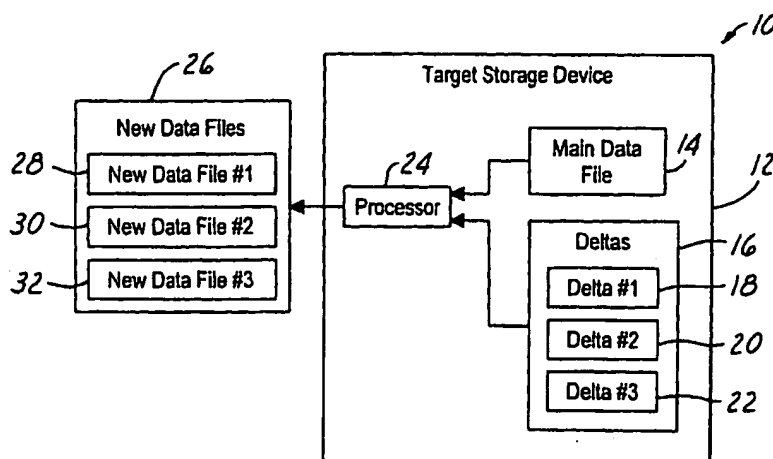 10
26
Target Storage Device
New Data Files
28
New Data File #1
24
Main Data
File
14
12
Processor
30
New Data File #2
Deltas
16
32
New Data File #3
Delta #1
18
Delta #2
20
Delta #3
22